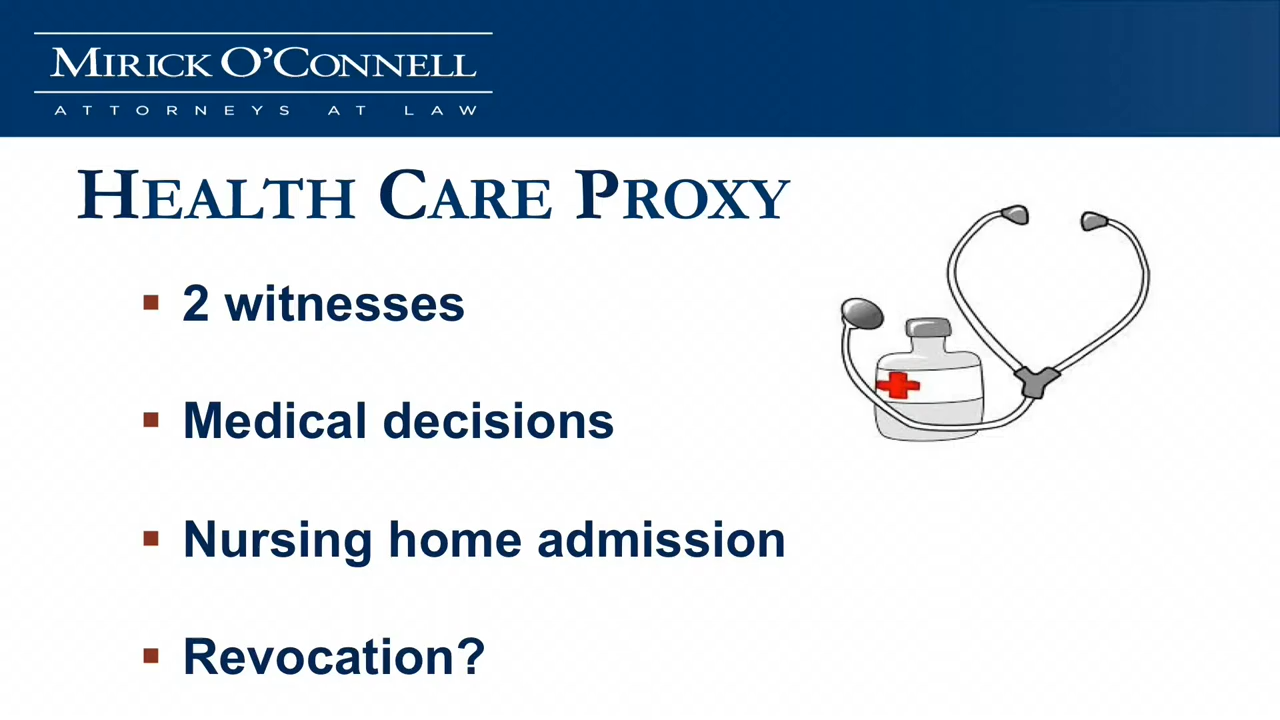 MIRICK O'CONNELL
ATTORNEYS AT LAW
HEALTH CARE PROXY
▪ 2 witnesses
▪ Medical decisions
▪ Nursing home admission
▪ Revocation?